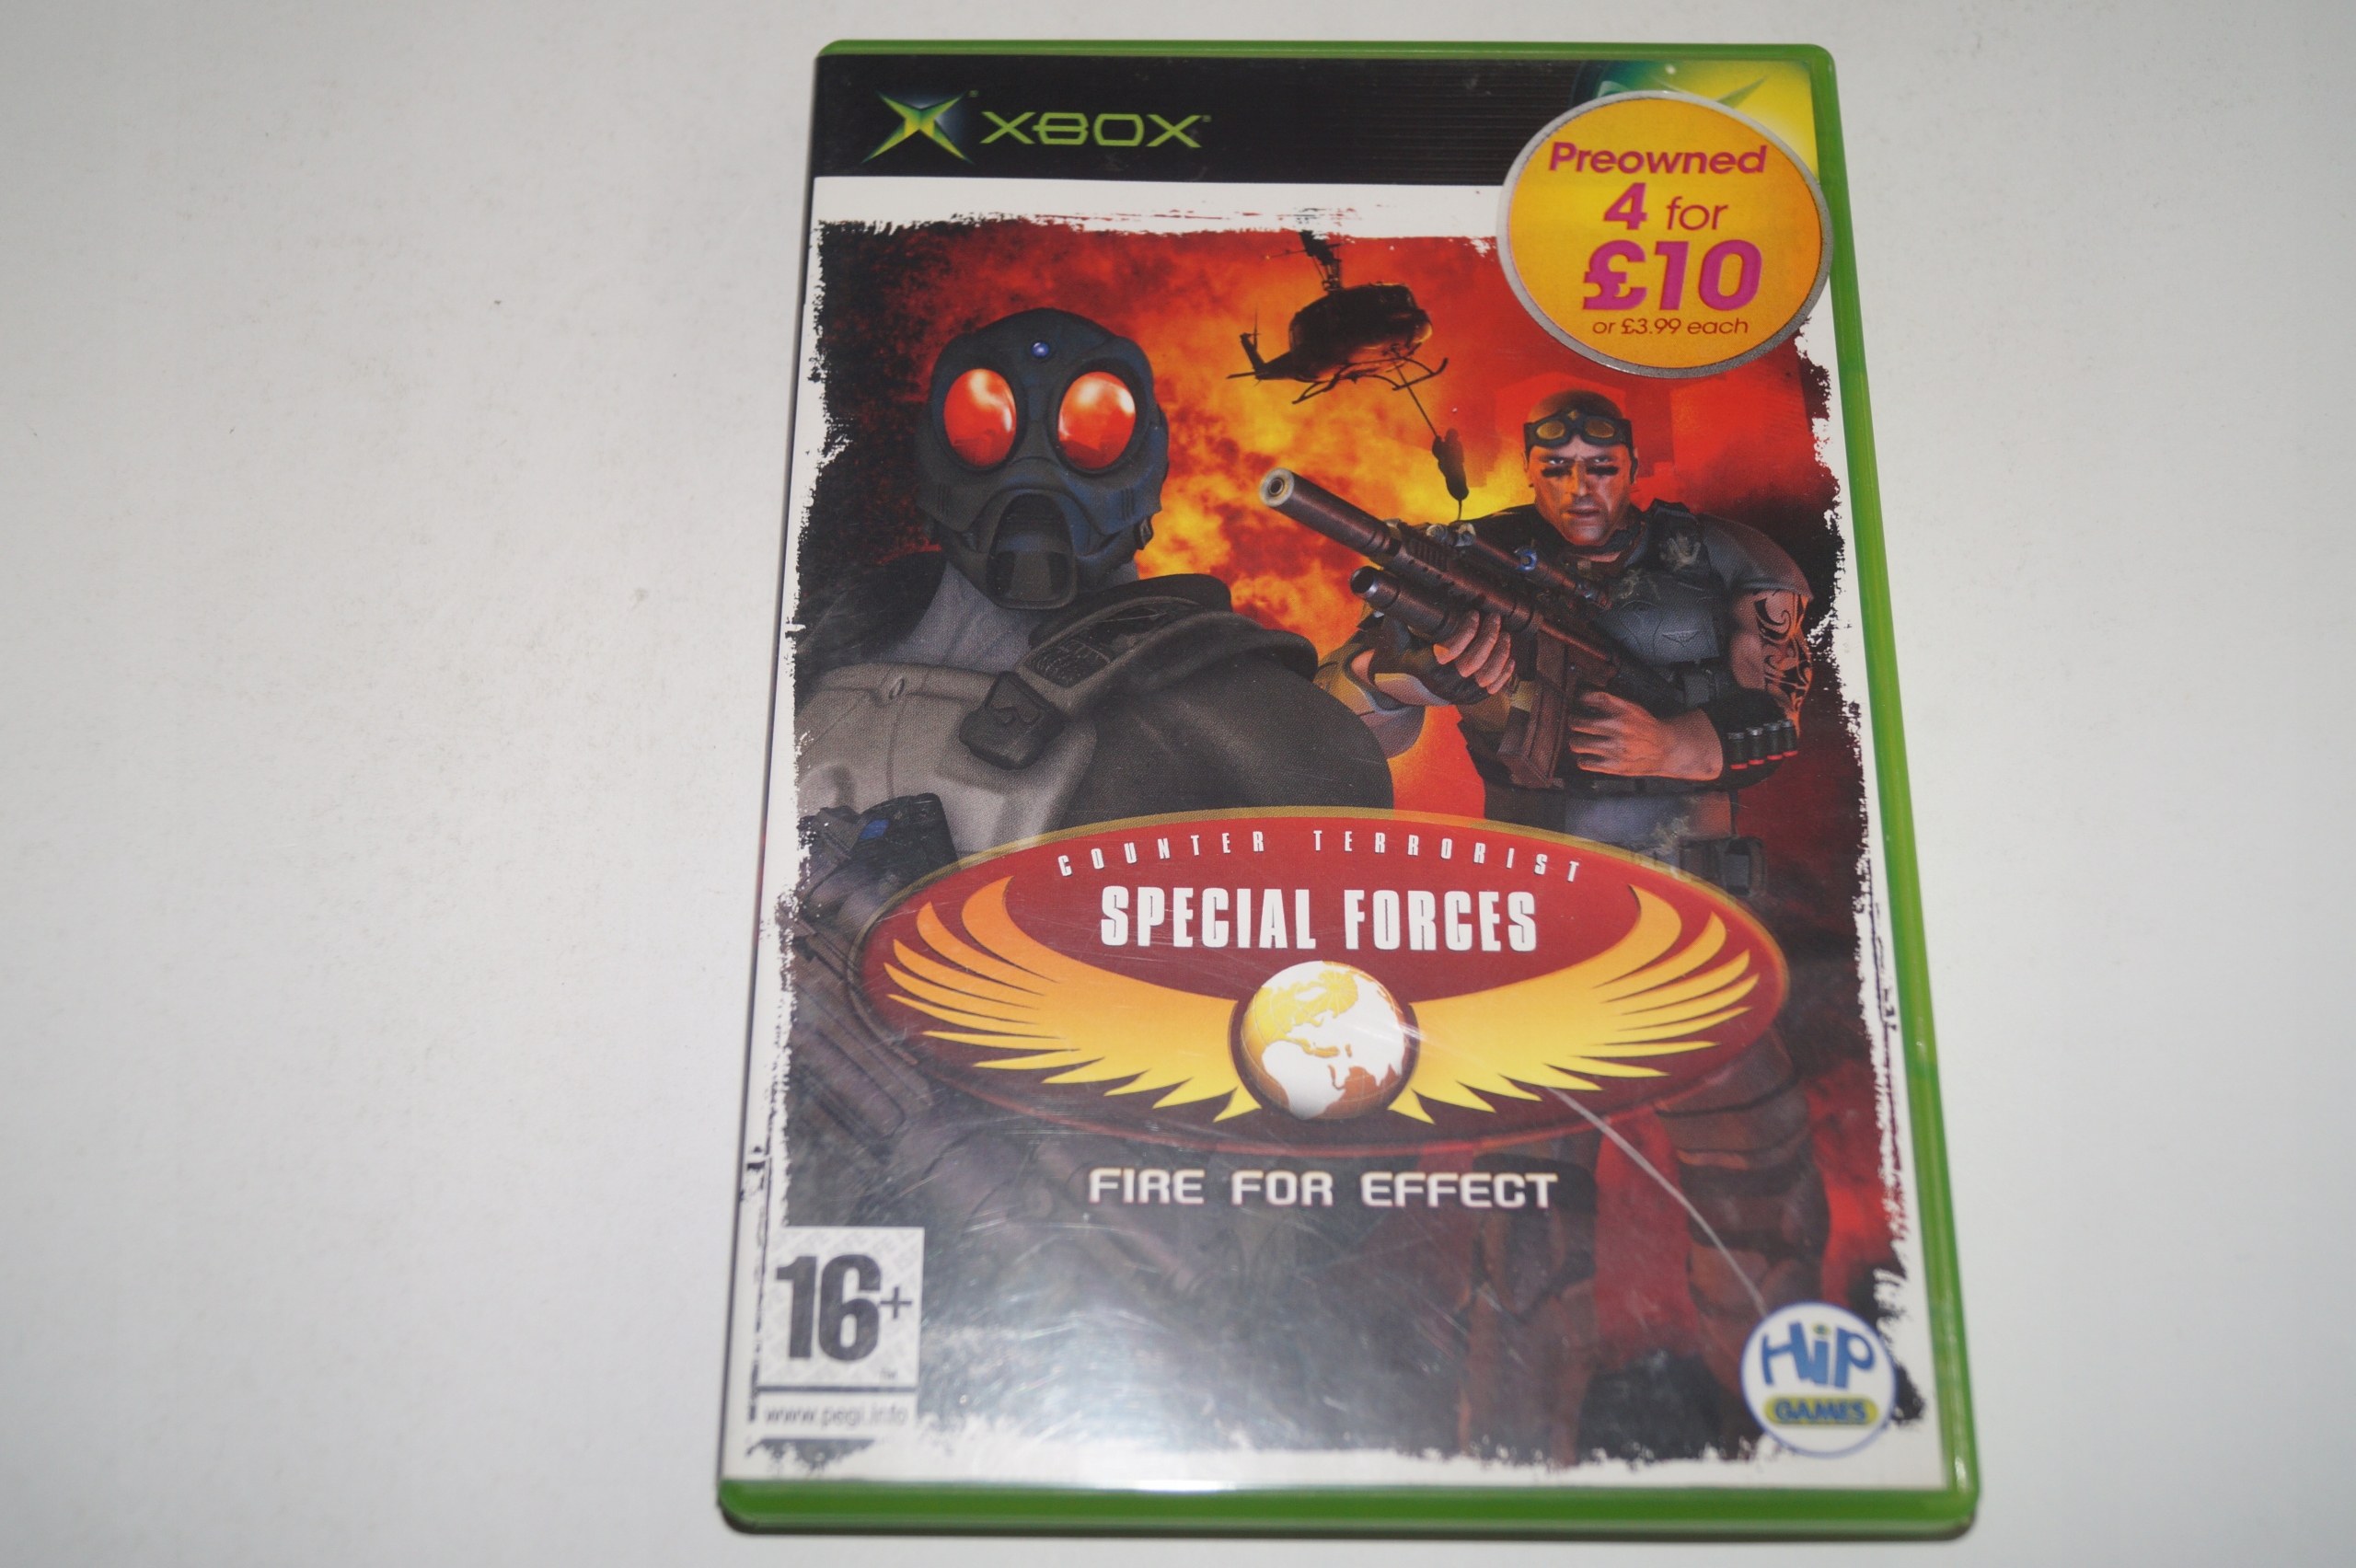 XBOX
Preowned
4 for
£10
or £3.99 each
COUNTER TERRORIST
SPECIAL FORCES
FIRE FOR EFFECT
16+
™
www.pegi.info
HiP
GAMES